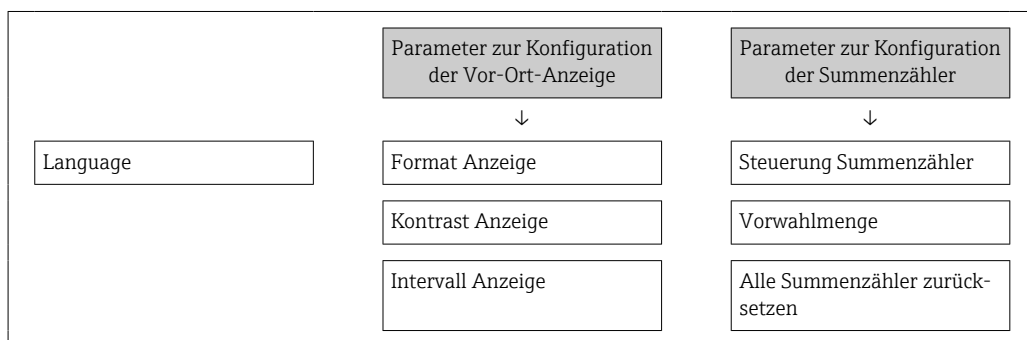 Parameter zur Konfiguration
der Vor-Ort-Anzeige
Parameter zur Konfiguration
der Summenzähler
↓
↓
Language
Format Anzeige
Steuerung Summenzähler
Kontrast Anzeige
Vorwahlmenge
Intervall Anzeige
Alle Summenzähler zurück-
setzen